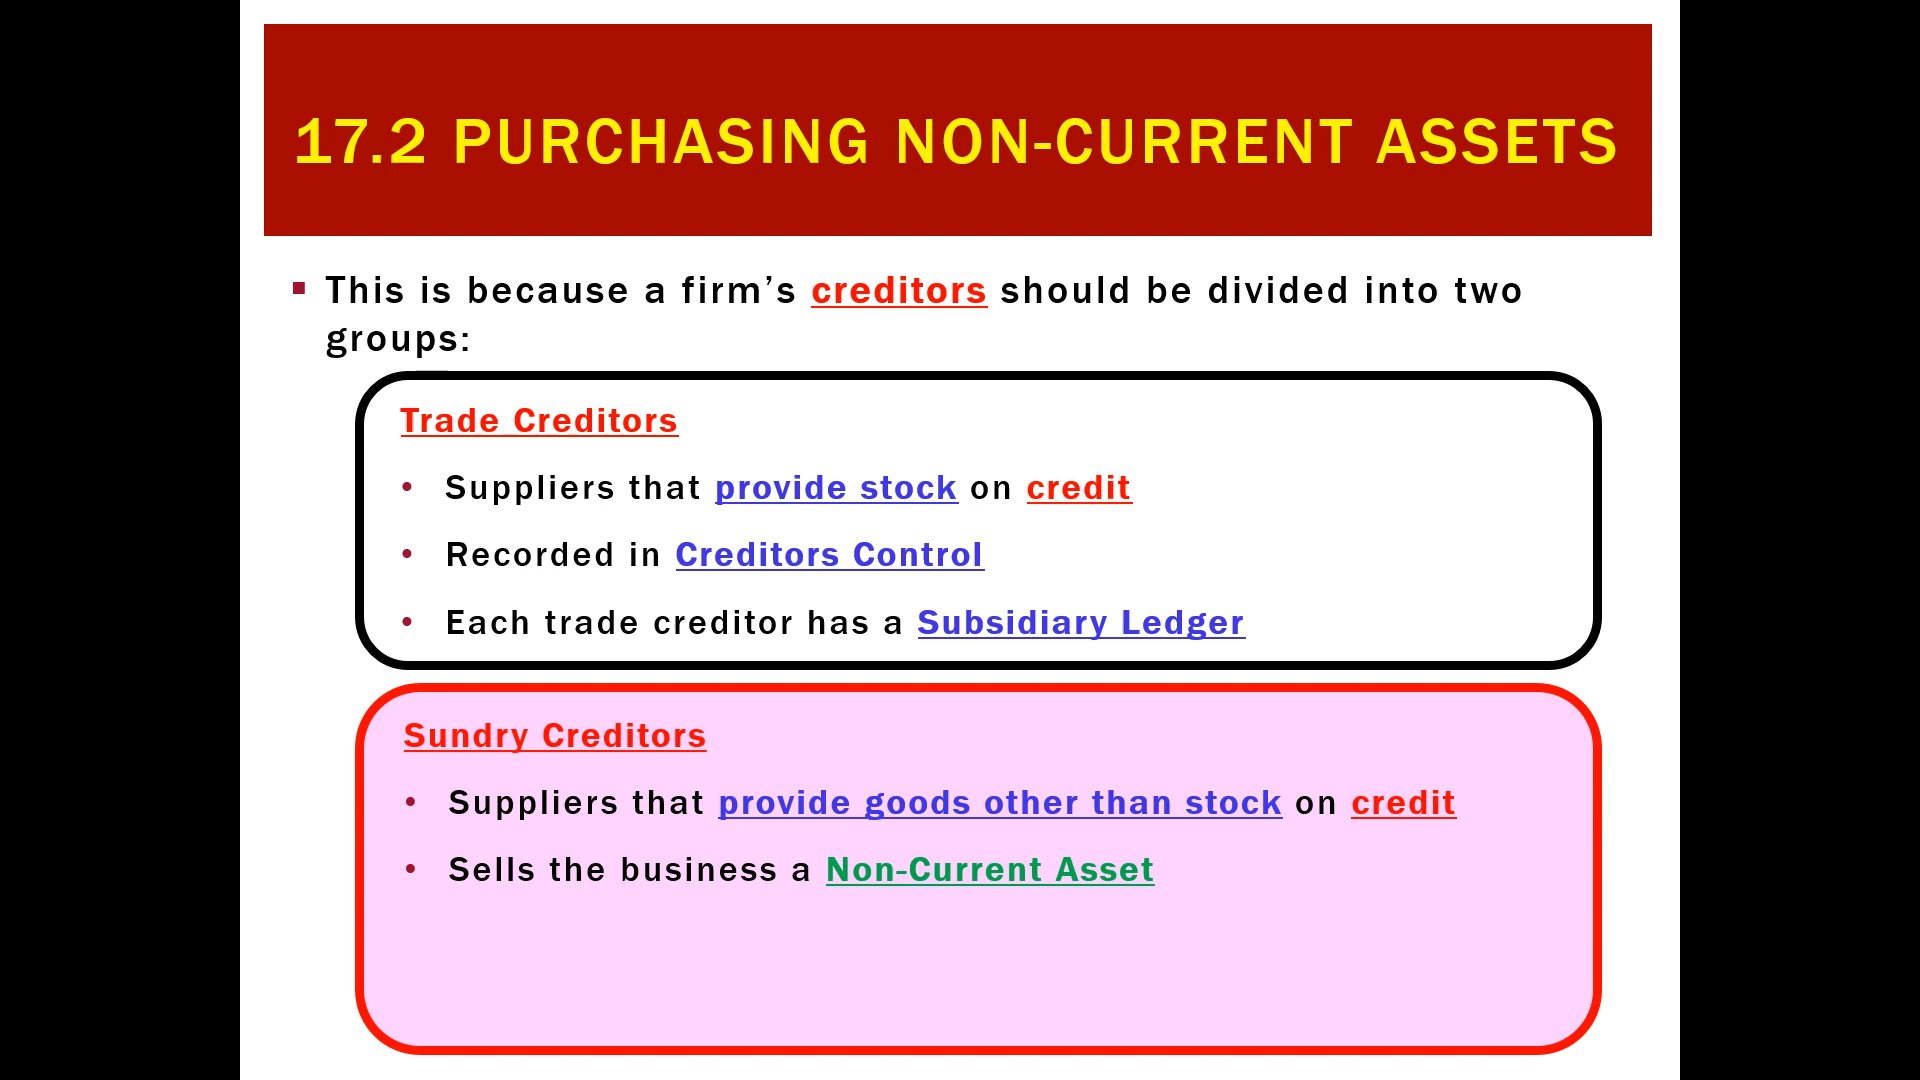 17.2 PURCHASING NON-CURRENT ASSETS
▪ This is because a firm’s creditors should be divided into two
groups:
Trade Creditors
• Suppliers that provide stock on credit
• Recorded in Creditors Control
• Each trade creditor has a Subsidiary Ledger
Sundry Creditors
• Suppliers that provide goods other than stock on credit
• Sells the business a Non-Current Asset